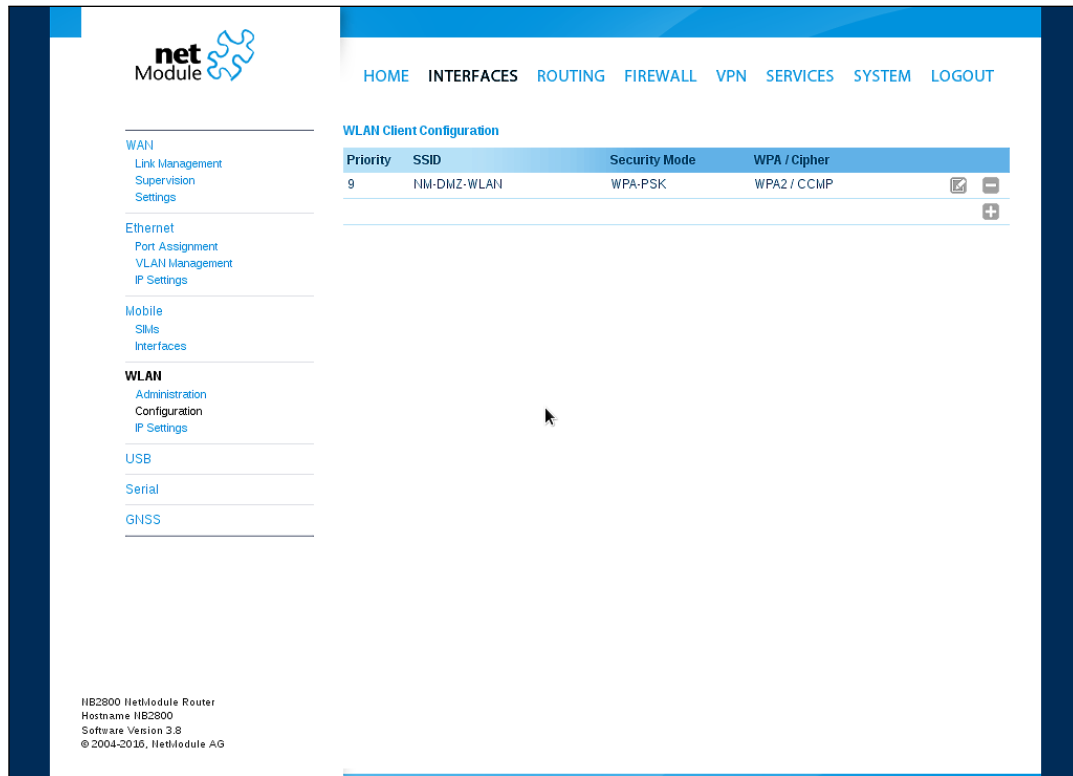 net
Module
HOME INTERFACES ROUTING FIREWALL VPN SERVICES SYSTEM LOGOUT
WAN
Link Management
Supervision
Settings
Ethernet
Port Assignment
VLAN Management
IP Settings
Mobile
SIMs
Interfaces
WLAN
Administration
Configuration
IP Settings
USB
Serial
GNSS
WLAN Client Configuration
Priority SSID Security Mode WPA / Cipher
9 NM-DMZ-WLAN WPA-PSK WPA2 / CCMP
NB2800 NetModule Router
Hostname NB2800
Software Version 3.8
© 2004-2016, NetModule AG